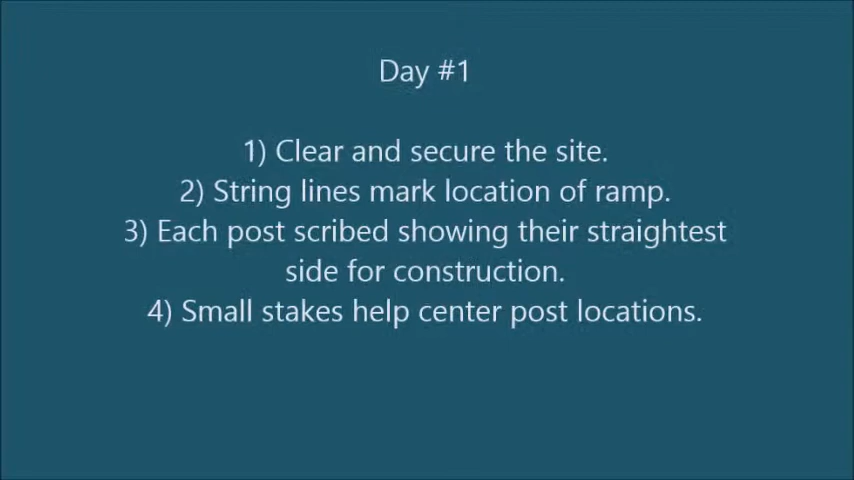 Day #1
1) Clear and secure the site.
2) String lines mark location of ramp.
3) Each post scribed showing their straightest
side for construction.
4) Small stakes help center post locations.